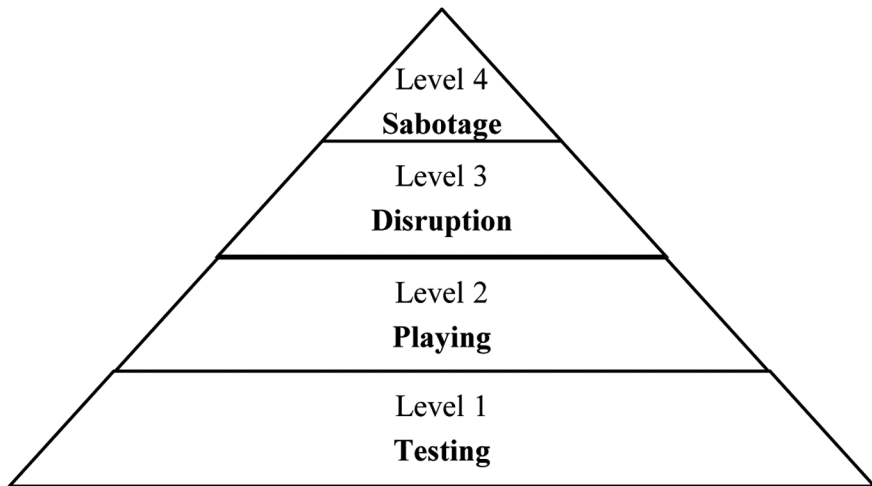 Level 4
Sabotage
Level 3
Disruption
Level 2
Playing
Level 1
Testing